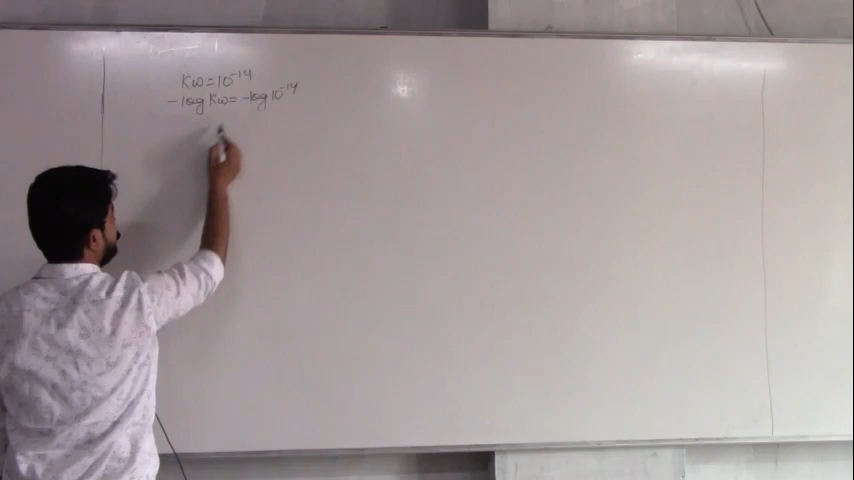 Kw = 10⁻¹⁴
- log Kw = - log 10⁻¹⁴